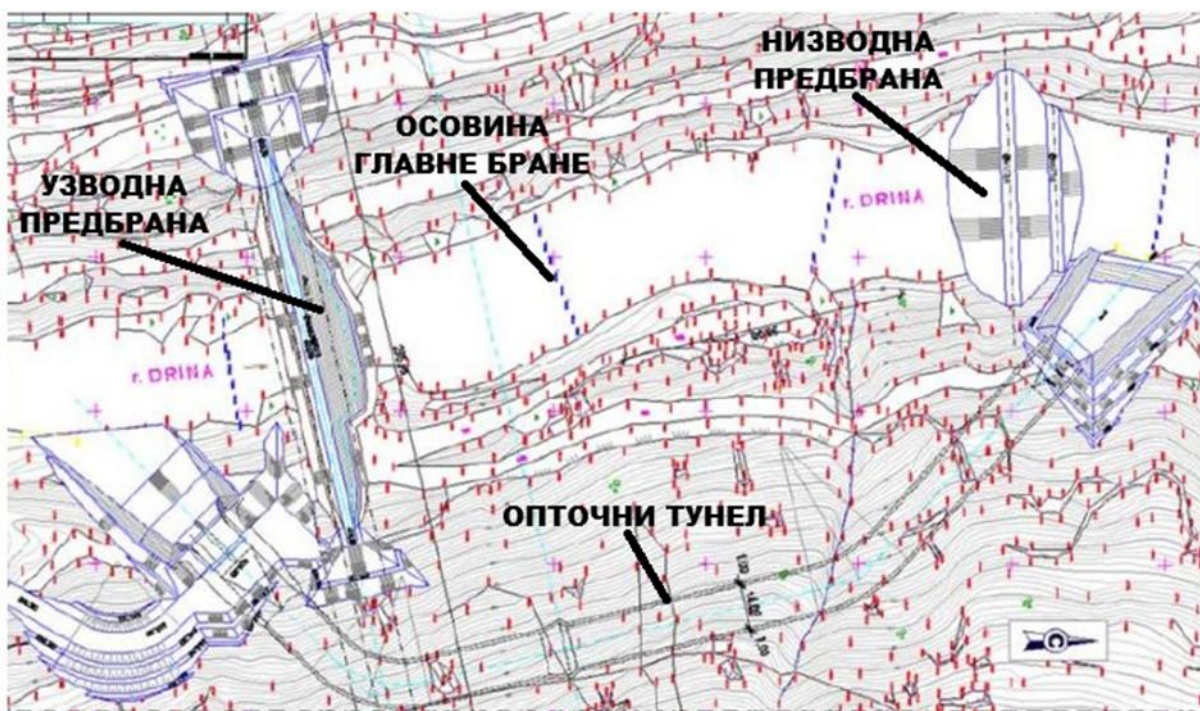 НИЗВОДНА
ПРЕДБРАНА
ОСОВИНА
ГЛАВНЕ БРАНЕ
УЗВОДНА
ПРЕДБРАНА
r. DRINA
r. DRINA
ОПТОЧНИ ТУНЕЛ
С